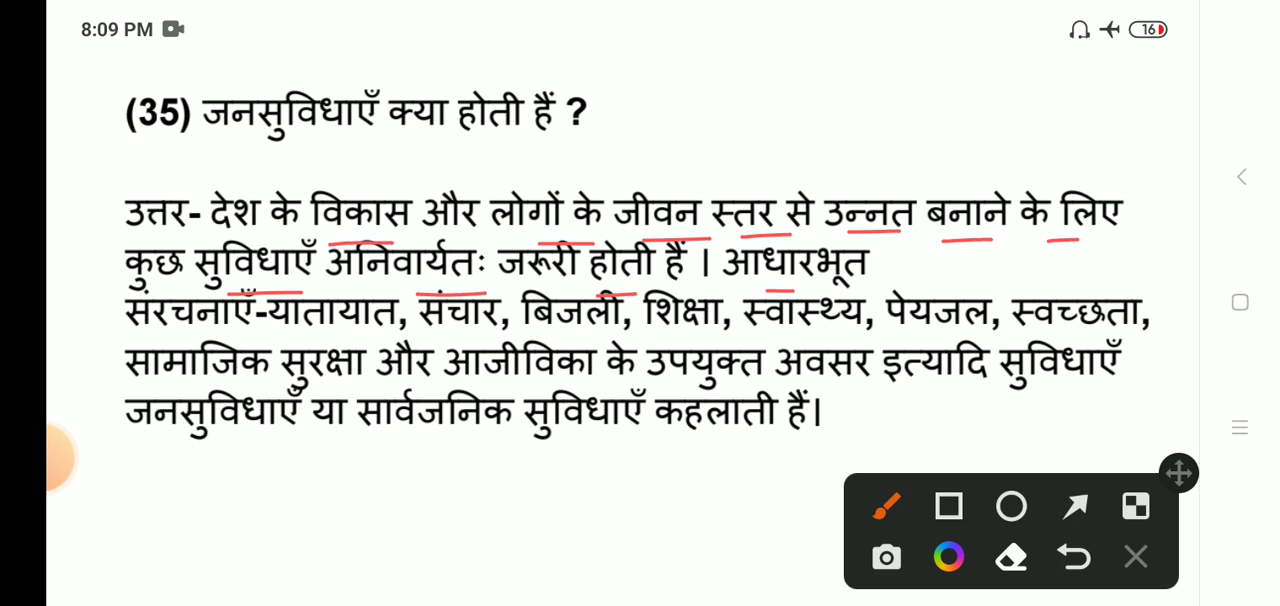 8:09 PM
16
(35) जनसुविधाएँ क्या होती हैं ?
उत्तर- देश के विकास और लोगों के जीवन स्तर से उन्नत बनाने के लिए
कुछ सुविधाएँ अनिवार्यतः जरूरी होती हैं । आधारभूत
संरचनाएँ-यातायात, संचार, बिजली, शिक्षा, स्वास्थ्य, पेयजल, स्वच्छता,
सामाजिक सुरक्षा और आजीविका के उपयुक्त अवसर इत्यादि सुविधाएँ
जनसुविधाएँ या सार्वजनिक सुविधाएँ कहलाती हैं।